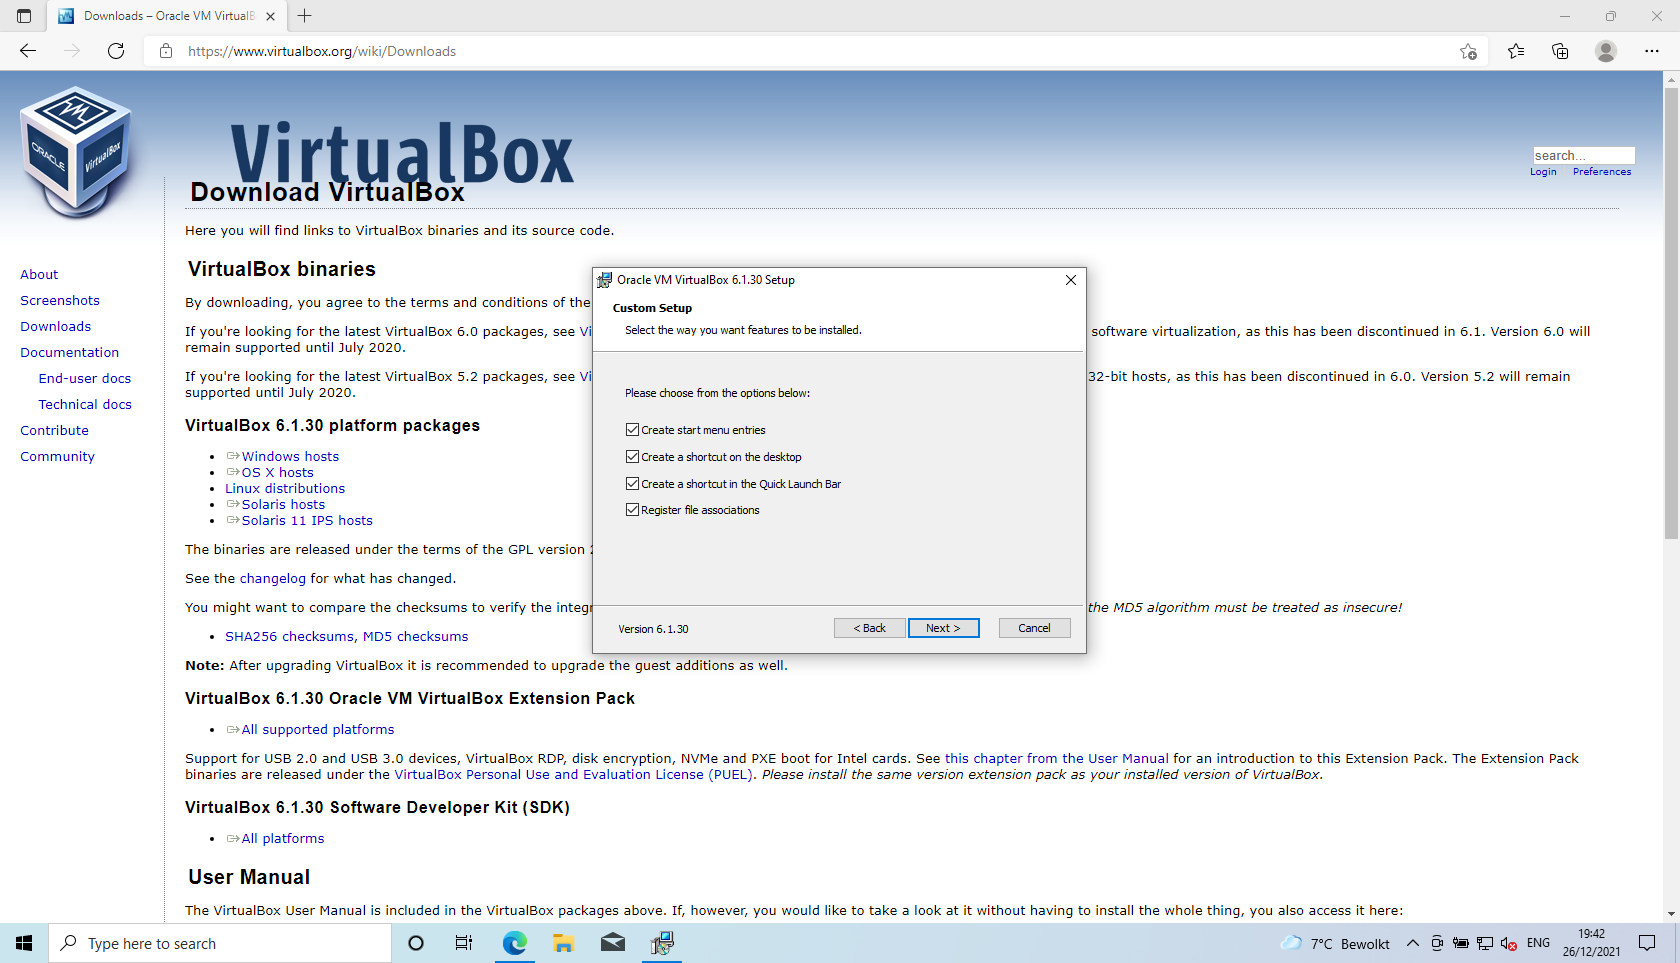 Downloads – Oracle VM VirtualB
https://www.virtualbox.org/wiki/Downloads
ORACLE
VirtualBox
VirtualBox
search...
Login Preferences
Download VirtualBox
Here you will find links to VirtualBox binaries and its source code.
About
Screenshots
Downloads
Documentation
End-user docs
Technical docs
Contribute
Community
VirtualBox binaries
By downloading, you agree to the terms and conditions of the
If you're looking for the latest VirtualBox 6.0 packages, see Vi software virtualization, as this has been discontinued in 6.1. Version 6.0 will
remain supported until July 2020.
If you're looking for the latest VirtualBox 5.2 packages, see Vi 32-bit hosts, as this has been discontinued in 6.0. Version 5.2 will remain
supported until July 2020.
VirtualBox 6.1.30 platform packages
Windows hosts
OS X hosts
Linux distributions
Solaris hosts
Solaris 11 IPS hosts
The binaries are released under the terms of the GPL version
See the changelog for what has changed.
You might want to compare the checksums to verify the integr the MD5 algorithm must be treated as insecure!
SHA256 checksums, MD5 checksums
Note: After upgrading VirtualBox it is recommended to upgrade the guest additions as well.
VirtualBox 6.1.30 Oracle VM VirtualBox Extension Pack
All supported platforms
Support for USB 2.0 and USB 3.0 devices, VirtualBox RDP, disk encryption, NVMe and PXE boot for Intel cards. See this chapter from the User Manual for an introduction to this Extension Pack. The Extension Pack
binaries are released under the VirtualBox Personal Use and Evaluation License (PUEL). Please install the same version extension pack as your installed version of VirtualBox.
VirtualBox 6.1.30 Software Developer Kit (SDK)
All platforms
User Manual
The VirtualBox User Manual is included in the VirtualBox packages above. If, however, you would like to take a look at it without having to install the whole thing, you also access it here:
Oracle VM VirtualBox 6.1.30 Setup
Custom Setup
Select the way you want features to be installed.
Please choose from the options below:
Create start menu entries
Create a shortcut on the desktop
Create a shortcut in the Quick Launch Bar
Register file associations
Version 6.1.30
< Back
Next >
Cancel
Type here to search
7°C Bewolkt
ENG
19:42
26/12/2021